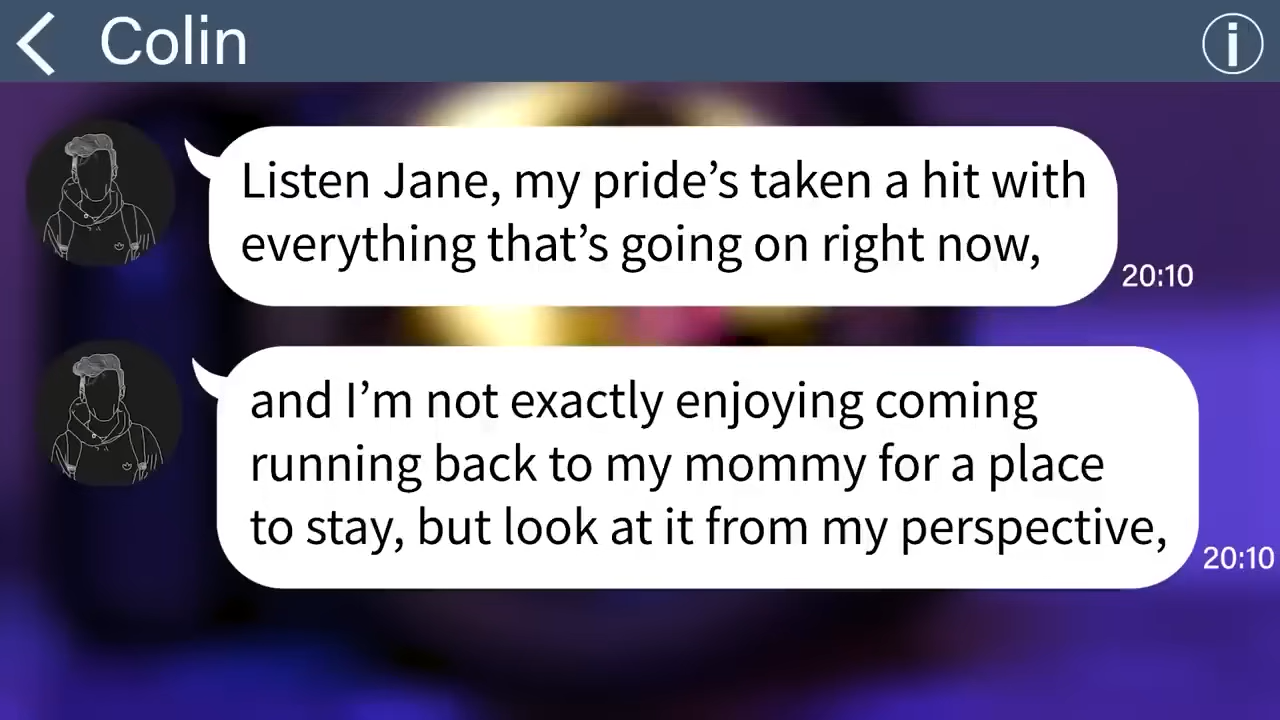 Colin
Listen Jane, my pride’s taken a hit with
everything that’s going on right now,
20:10
and I’m not exactly enjoying coming
running back to my mommy for a place
to stay, but look at it from my perspective,
20:10